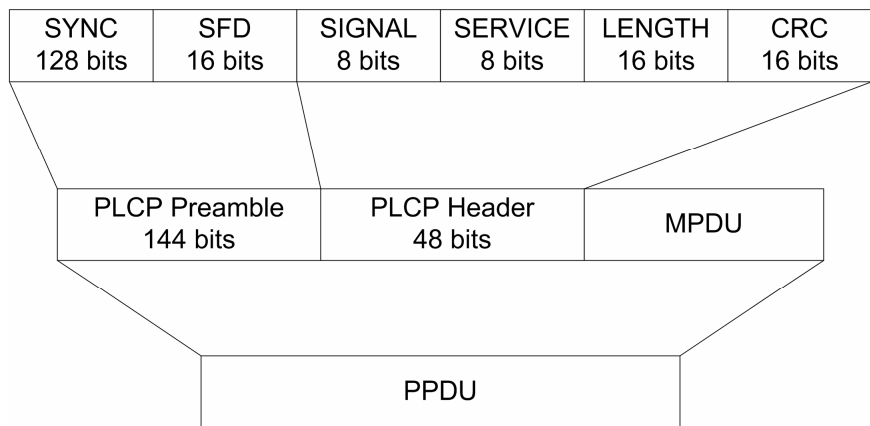 SYNC
128 bits
SFD
16 bits
SIGNAL
8 bits
SERVICE
8 bits
LENGTH
16 bits
CRC
16 bits
PLCP Preamble
144 bits
PLCP Header
48 bits
MPDU
PPDU